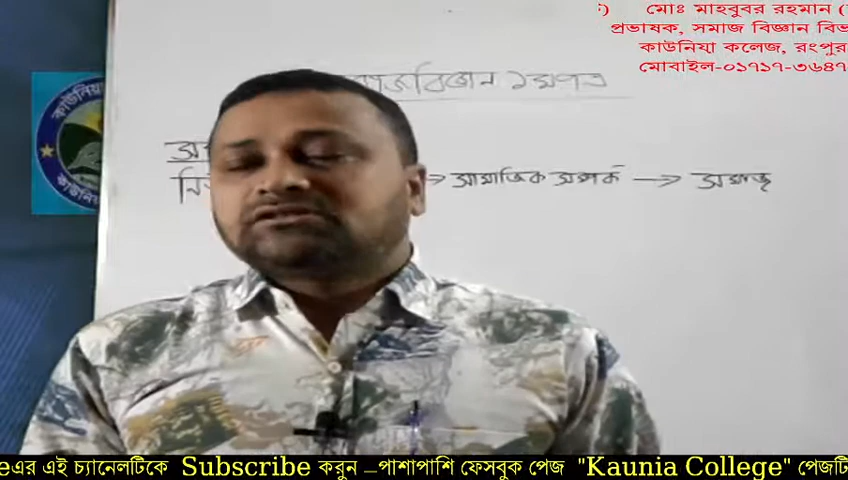 মোঃ মাহবুবর রহমান (
প্রভাষক, সমাজ বিজ্ঞান বিভ
কাউনিয়া কলেজ, রংপুর
মোবাইল-০১৭১৭-৩৬৪৭
জবিজ্ঞান ১মপত্র
→ সামাজিক সম্পর্ক → সমাজ
eএর এই চ্যানেলটিকে Subscribe করুন –পাশাপাশি ফেসবুক পেজ "Kaunia College" পেজটি